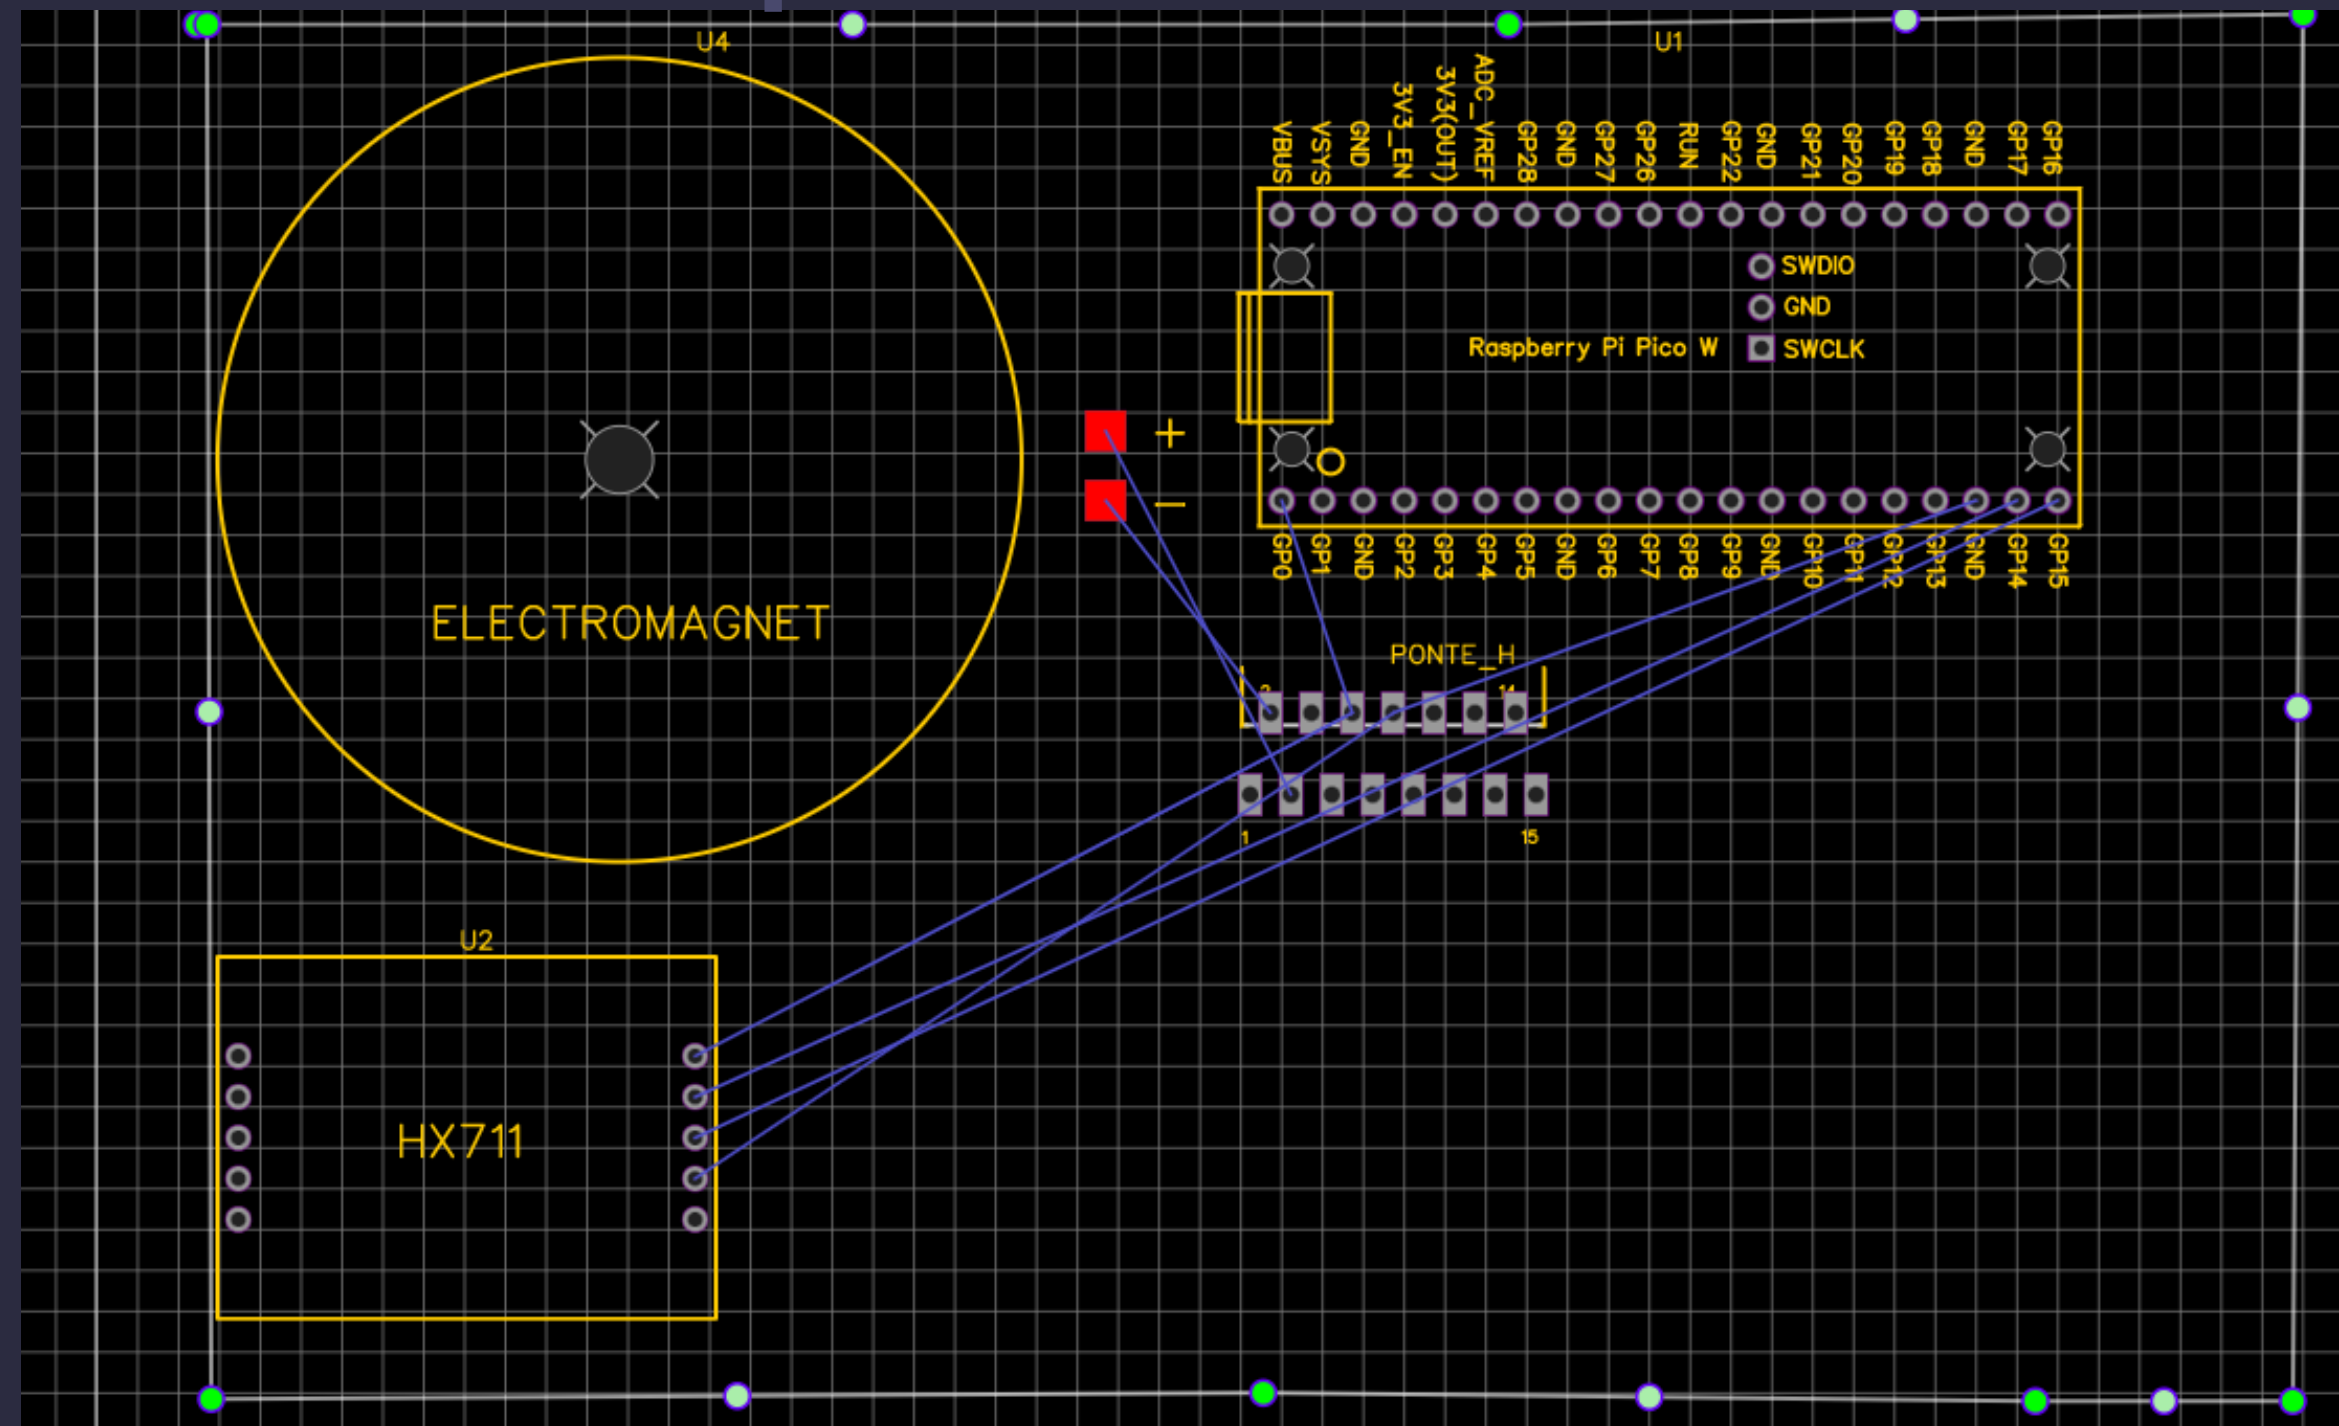 U4
U1
VBUS VSYS GND 3V3_EN 3V3(OUT) ADC_VREF GP28 GND GP27 GP26 RUN GP22 GND GP21 GP20 GP19 GP18 GND GP17 GP16
SWDIO
GND
Raspberry Pi Pico W
SWCLK
+
−
GP0 GP1 GND GP2 GP3 GP4 GP5 GND GP6 GP7 GP8 GP9 GND GP10 GP11 GP12 GP13 GND GP14 GP15
ELECTROMAGNET
PONTE_H
14
1
15
U2
HX711